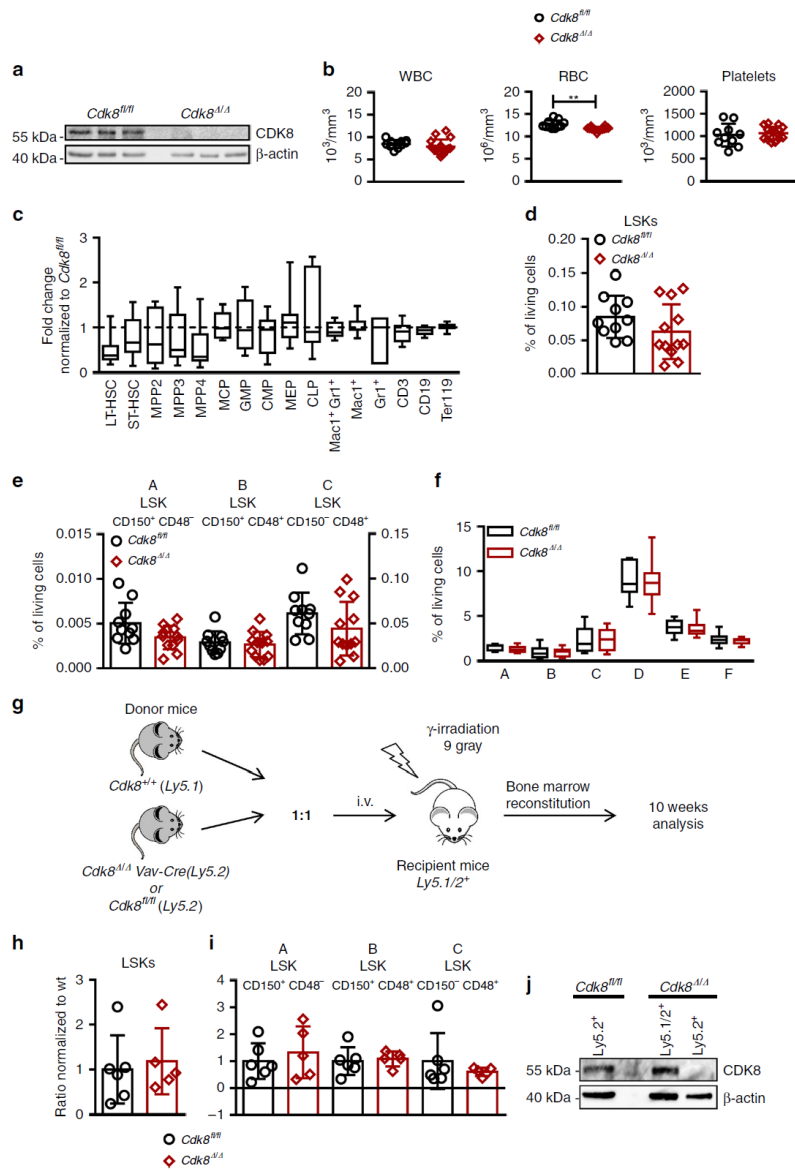 Cdk8fl/fl
Cdk8Δ/Δ
a
Cdk8fl/fl Cdk8Δ/Δ
55 kDa - CDK8
40 kDa - β-actin
b
WBC
10³/mm³
20
15
10
5
0
RBC
**
10⁶/mm³
20
15
10
5
0
Platelets
10³/mm³
2000
1500
1000
500
0
c
Fold change
normalized to Cdk8fl/fl
3
2
1
0
LT-HSC
ST-HSC
MPP2
MPP3
MPP4
MCP
GMP
CMP
MEP
CLP
Mac1⁺ Gr1⁺
Mac1⁺
Gr1⁺
CD3
CD19
Ter119
d
LSKs
Cdk8fl/fl
Cdk8Δ/Δ
% of living cells
0.20
0.15
0.10
0.05
0.00
e
A B C
LSK LSK LSK
CD150⁺ CD48⁻ CD150⁺ CD48⁺ CD150⁻ CD48⁺
Cdk8fl/fl
Cdk8Δ/Δ
% of living cells
0.015
0.010
0.005
0.000
0.15
0.10
0.05
0.00
f
Cdk8fl/fl
Cdk8Δ/Δ
% of living cells
15
10
5
0
A B C D E F
g
Donor mice
Cdk8+/+ (Ly5.1)
Cdk8Δ/Δ Vav-Cre(Ly5.2)
or
Cdk8fl/fl (Ly5.2)
1:1
i.v.
γ-irradiation
9 gray
Recipient mice
Ly5.1/2⁺
Bone marrow
reconstitution
10 weeks
analysis
h
LSKs
Ratio normalized to wt
4
3
2
1
0
Cdk8fl/fl
Cdk8Δ/Δ
i
A B C
LSK LSK LSK
CD150⁺ CD48⁻ CD150⁺ CD48⁺ CD150⁻ CD48⁺
4
3
2
1
0
−1
j
Cdk8fl/fl Cdk8Δ/Δ
Ly5.2⁺
Ly5.1/2⁺
Ly5.2⁺
55 kDa CDK8
40 kDa β-actin